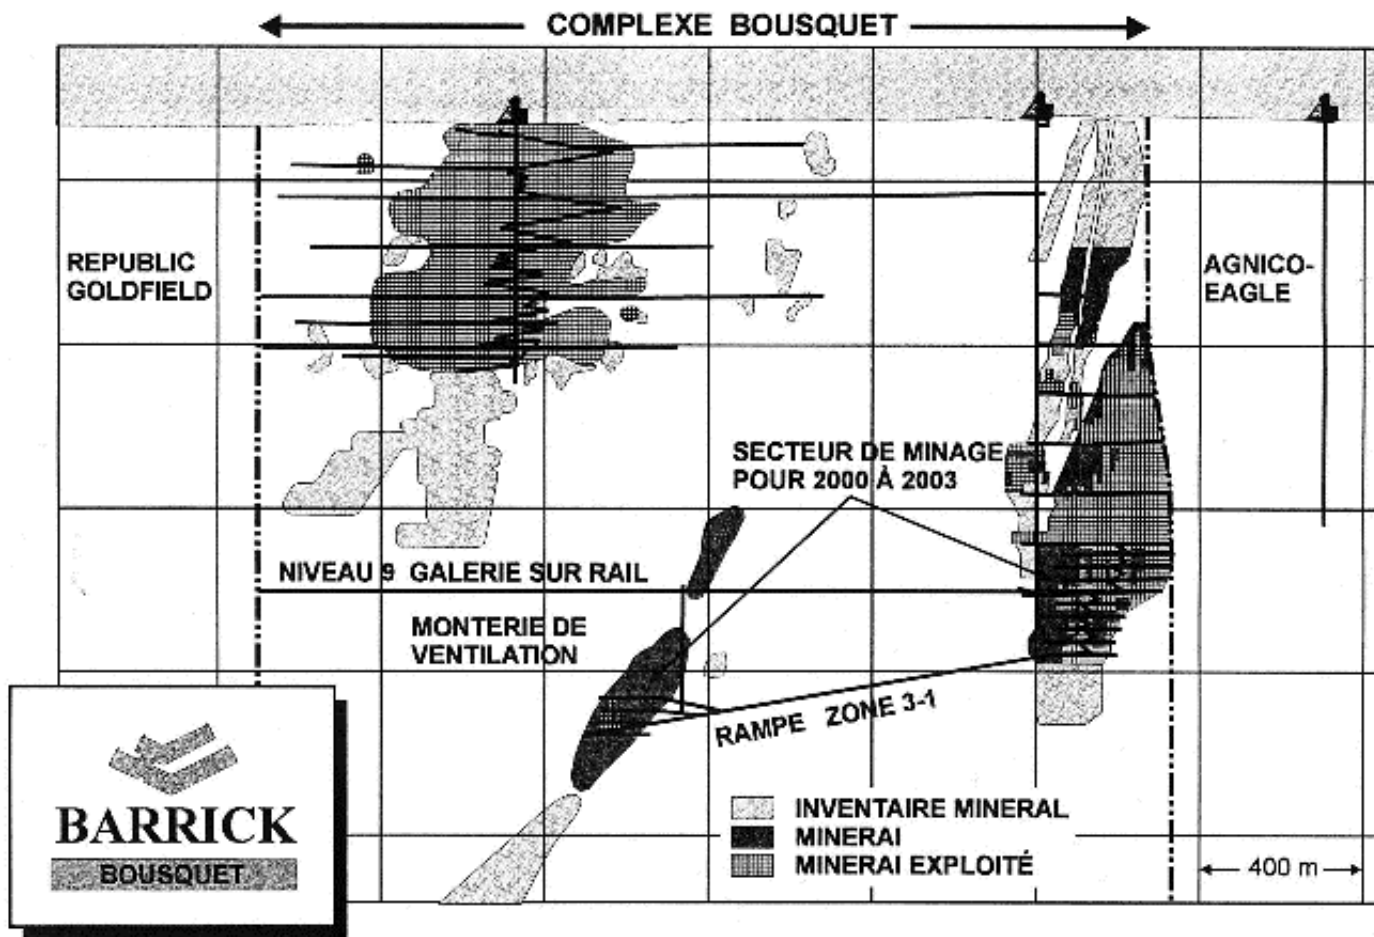 COMPLEXE BOUSQUET
REPUBLIC
GOLDFIELD
AGNICO-
EAGLE
SECTEUR DE MINAGE
POUR 2000 À 2003
NIVEAU 9 GALERIE SUR RAIL
MONTERIE DE
VENTILATION
RAMPE ZONE 3-1
BARRICK
BOUSQUET
INVENTAIRE MINERAL
MINERAI
MINERAI EXPLOITÉ
400 m